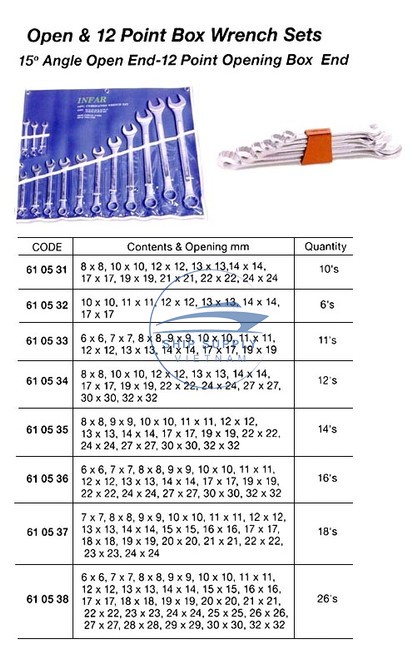 Open & 12 Point Box Wrench Sets
15º Angle Open End-12 Point Opening Box End
INFAR
CODE Contents & Opening mm Quantity
61 05 31 8 x 8, 10 x 10, 12 x 12, 13 x 13,14 x 14, 10's
17 x 17, 19 x 19, 21 x 21, 22 x 22, 24 x 24
61 05 32 10 x 10, 11 x 11, 12 x 12, 13 x 13, 14 x 14, 6's
17 x 17
61 05 33 6 x 6, 7 x 7, 8 x 8, 9 x 9, 10 x 10, 11 x 11, 11's
12 x 12, 13 x 13, 14 x 14, 17 x 17, 19 x 19
SHIP SUPPLY
VIETNAM
61 05 34 8 x 8, 10 x 10, 12 x 12, 13 x 13, 14 x 14, 12's
17 x 17, 19 x 19, 22 x 22, 24 x 24, 27 x 27,
30 x 30, 32 x 32
61 05 35 8 x 8, 9 x 9, 10 x 10, 11 x 11, 12 x 12, 14's
13 x 13, 14 x 14, 17 x 17, 19 x 19, 22 x 22,
24 x 24, 27 x 27, 30 x 30, 32 x 32
61 05 36 6 x 6, 7 x 7, 8 x 8, 9 x 9, 10 x 10, 11 x 11, 16's
12 x 12, 13 x 13, 14 x 14, 17 x 17, 19 x 19,
22 x 22, 24 x 24, 27 x 27, 30 x 30, 32 x 32
61 05 37 7 x 7, 8 x 8, 9 x 9, 10 x 10, 11 x 11, 12 x 12, 18's
13 x 13, 14 x 14, 15 x 15, 16 x 16, 17 x 17,
18 x 18, 19 x 19, 20 x 20, 21 x 21, 22 x 22,
23 x 23, 24 x 24
61 05 38 6 x 6, 7 x 7, 8 x 8, 9 x 9, 10 x 10, 11 x 11, 26's
12 x 12, 13 x 13, 14 x 14, 15 x 15, 16 x 16,
17 x 17, 18 x 18, 19 x 19, 20 x 20, 21 x 21,
22 x 22, 23 x 23, 24 x 24, 25 x 25, 26 x 26,
27 x 27, 28 x 28, 29 x 29, 30 x 30, 32 x 32